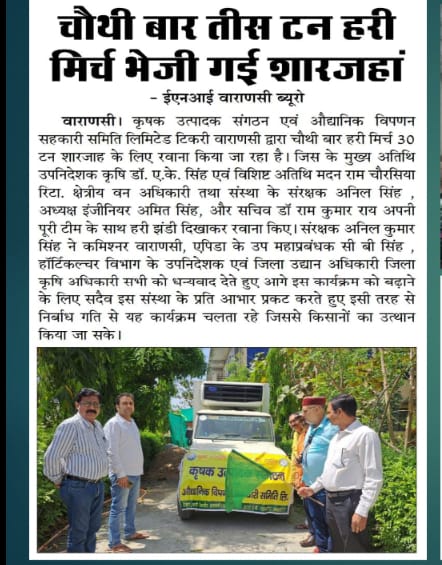 चौथी बार तीस टन हरी
मिर्च भेजी गई शारजहां
- ईएनआई वाराणसी ब्यूरो
वाराणसी। कृषक उत्पादक संगठन एवं औद्यानिक विपणन
सहकारी समिति लिमिटेड टिकरी वाराणसी द्वारा चौथी बार हरी मिर्च 30
टन शारजाह के लिए रवाना किया जा रहा है। जिस के मुख्य अतिथि
उपनिदेशक कृषि डॉ. ए.के. सिंह एवं विशिष्ट अतिथि मदन राम चौरसिया
रिटा. क्षेत्रीय वन अधिकारी तथा संस्था के संरक्षक अनिल सिंह ,
अध्यक्ष इंजीनियर अमित सिंह, और सचिव डॉ राम कुमार राय अपनी
पूरी टीम के साथ हरी झंडी दिखाकर रवाना किए। संरक्षक अनिल कुमार
सिंह ने कमिश्नर वाराणसी, एपिडा के उप महाप्रबंधक सी बी सिंह ,
हॉर्टिकल्चर विभाग के उपनिदेशक एवं जिला उद्यान अधिकारी जिला
कृषि अधिकारी सभी को धन्यवाद देते हुए आगे इस कार्यक्रम को बढ़ाने
के लिए सदैव इस संस्था के प्रति आभार प्रकट करते हुए इसी तरह से
निर्बाध गति से यह कार्यक्रम चलता रहे जिससे किसानों का उत्थान
किया जा सके।
कृषक
औद्यानिक विपणन सहकारी समिति लि.